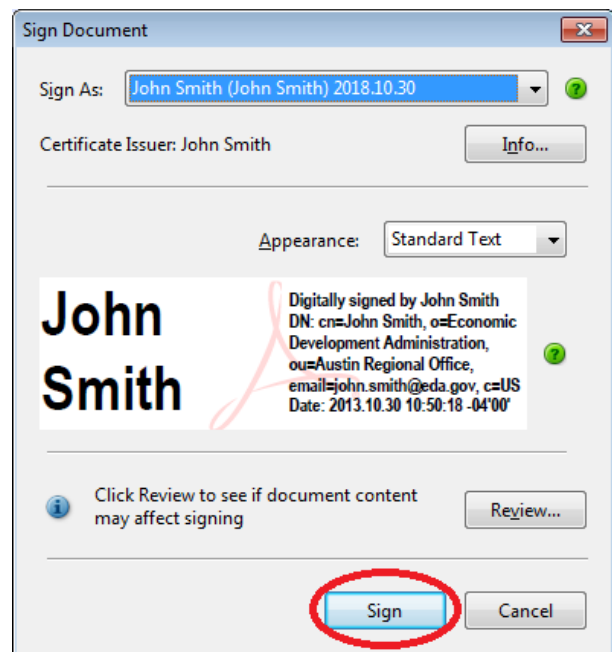 Sign Document
Sign As: John Smith (John Smith) 2018.10.30
Certificate Issuer: John Smith Info...
Appearance: Standard Text
John
Smith
Digitally signed by John Smith
DN: cn=John Smith, o=Economic
Development Administration,
ou=Austin Regional Office,
email=john.smith@eda.gov, c=US
Date: 2013.10.30 10:50:18 -04'00'
Click Review to see if document content
may affect signing
Review...
Sign Cancel